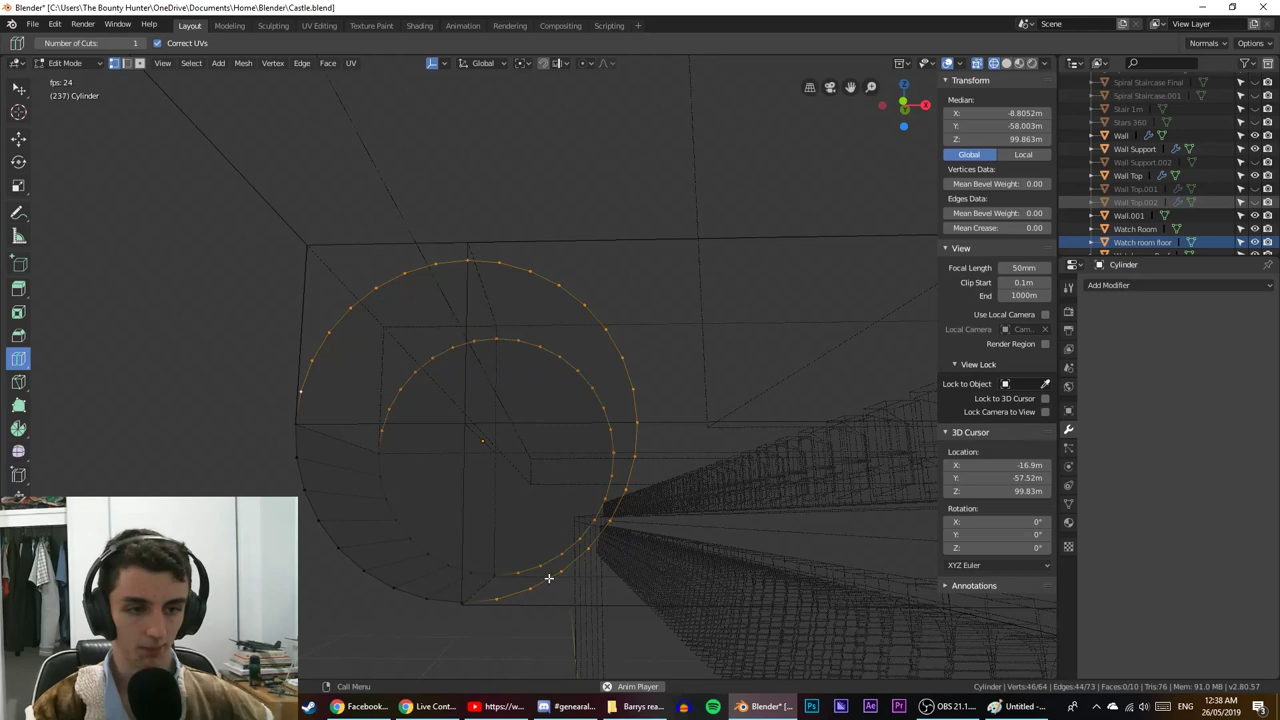 Blender* [C:\Users\The Bounty Hunter\OneDrive\Documents\Home\Blender\Castle.blend]
File Edit Render Window Help Layout Modeling Sculpting UV Editing Texture Paint Shading Animation Rendering Compositing Scripting + Scene View Layer
Number of Cuts: 1 Correct UVs Normals Options
Edit Mode View Select Add Mesh Vertex Edge Face UV Global
fps: 24
(237) Cylinder
Transform
Median:
X: -8.8052m
Y: -58.003m
Z: 99.863m
Global Local
Vertices Data:
Mean Bevel Weight: 0.00
Edges Data:
Mean Bevel Weight: 0.00
Mean Crease: 0.00
View
Focal Length 50mm
Clip Start 0.1m
End 1000m
Use Local Camera
Local Camera Cam...
Render Region
View Lock
Lock to Object
Lock to 3D Cursor
Lock Camera to View
3D Cursor
Location:
X: -16.9m
Y: -57.52m
Z: 99.83m
Rotation:
X: 0°
Y: 0°
Z: 0°
XYZ Euler
Annotations
Spiral Staircase Final
Spiral Staircase.001
Stair 1m
Stars 360
Wall
Wall Support
Wall Support.002
Wall Top
Wall Top.001
Wall Top.002
Wall.001
Watch Room
Watch room floor
Cylinder
Add Modifier
Call Menu Anim Player Cylinder | Verts:46/64 | Edges:44/73 | Faces:0/10 | Tris:76 | Mem: 91.0 MB | v2.80.57
Facebook... Live Cont... https://w... #genearal... Barrys rea... Blender* [... OBS 21.1.... Untitled -... 12:38 AM
26/05/2019